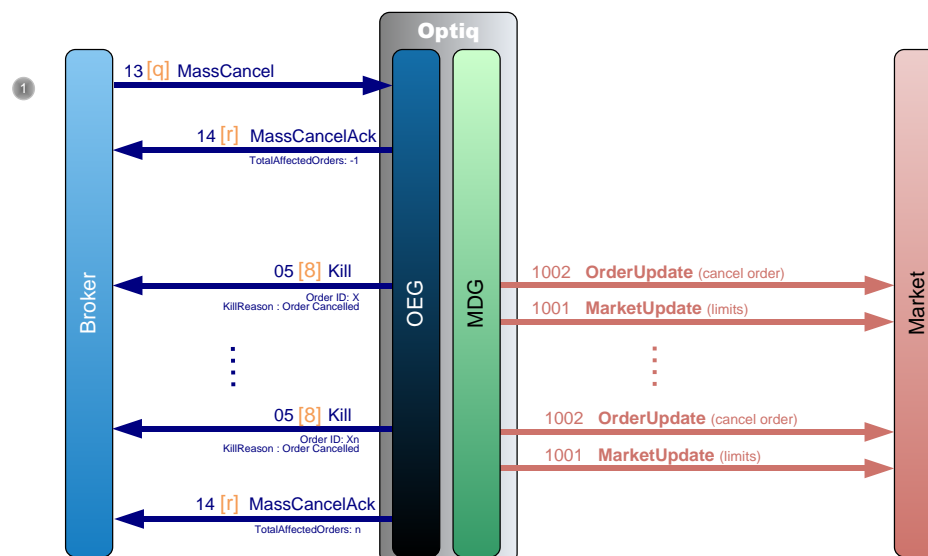 Optiq
1
13 [q] MassCancel
14 [r] MassCancelAck
TotalAffectedOrders: -1
Broker
OEG
MDG
Market
05 [8] Kill
Order ID: X
KillReason : Order Cancelled
1002 OrderUpdate (cancel order)
1001 MarketUpdate (limits)
05 [8] Kill
Order ID: Xn
KillReason : Order Cancelled
1002 OrderUpdate (cancel order)
1001 MarketUpdate (limits)
14 [r] MassCancelAck
TotalAffectedOrders: n